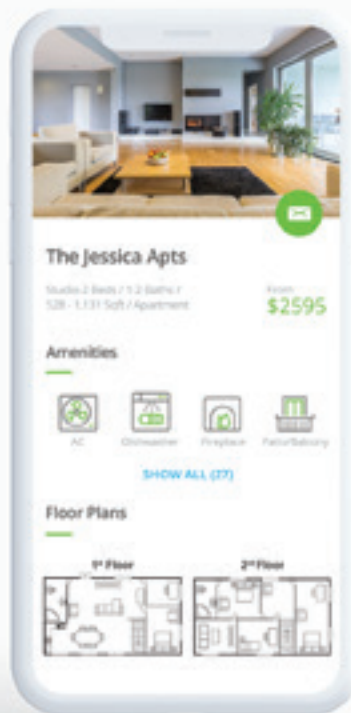 The Jessica Apts
Studio-2 Beds / 1-2 Baths /
528 - 1,131 Sqft / Apartment
From
$2595
Amenities
AC
Dishwasher
Fireplace
Patio/Balcony
SHOW ALL (27)
Floor Plans
1ˢᵗ Floor
2ⁿᵈ Floor